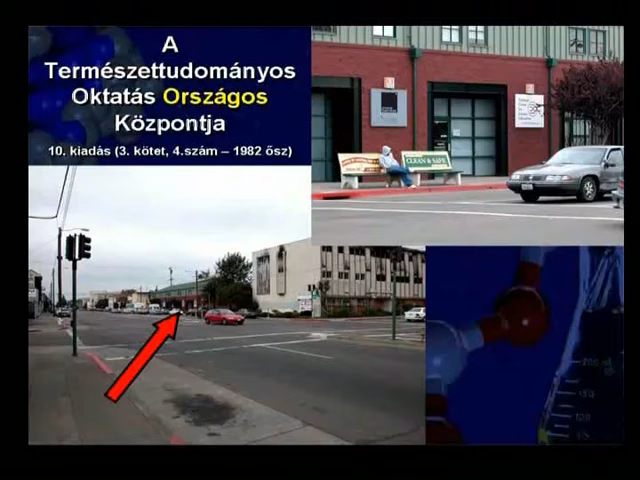 A
Természettudományos
Oktatás Országos
Központja
10. kiadás (3. kötet, 4.szám – 1982 ősz)
CLEAN & SAFE